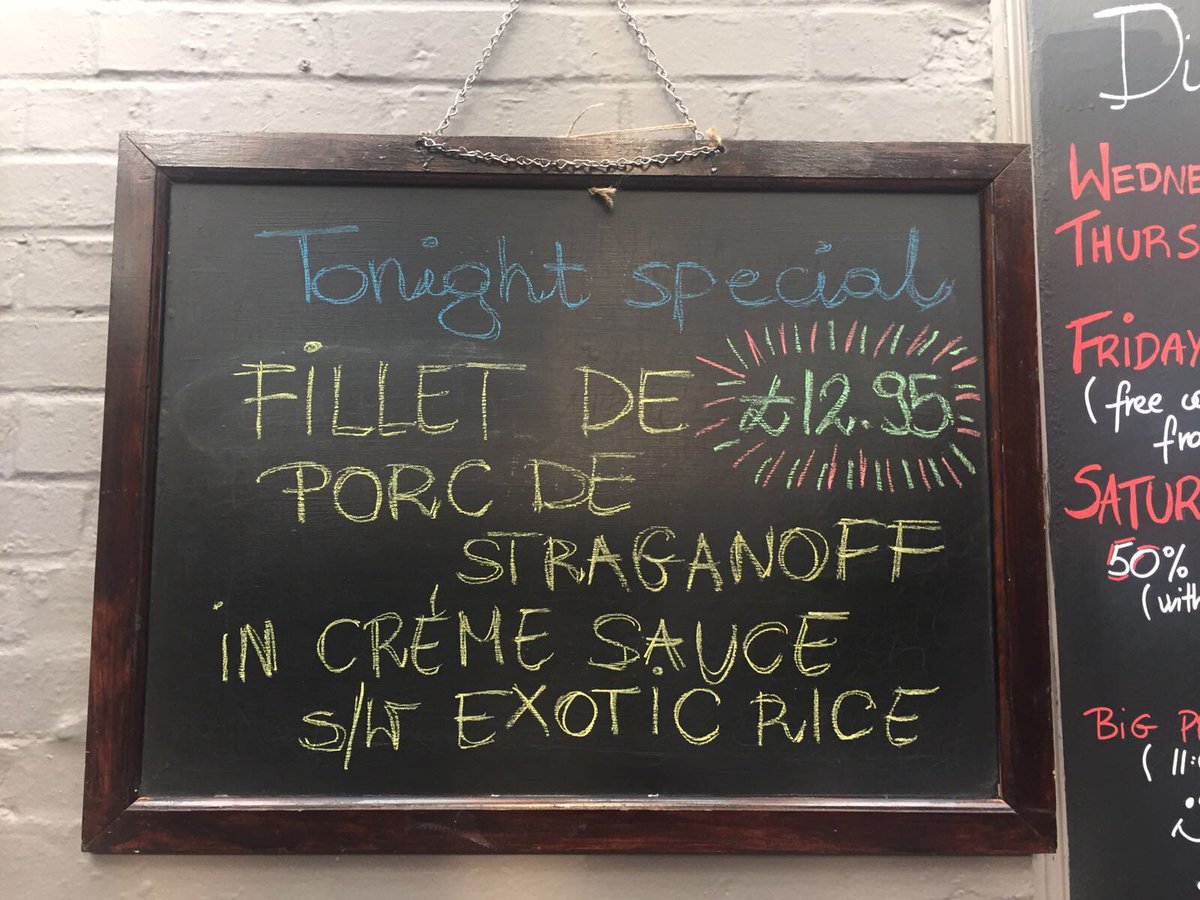 Tonight special
FILLET DE £12.95
PORC DE
STRAGANOFF
IN CRÉME SAUCE
S/W EXOTIC RICE
WEDNE
THURS
FRIDAY
(free
fro
SATUR
50%
(with
BIG
(11: